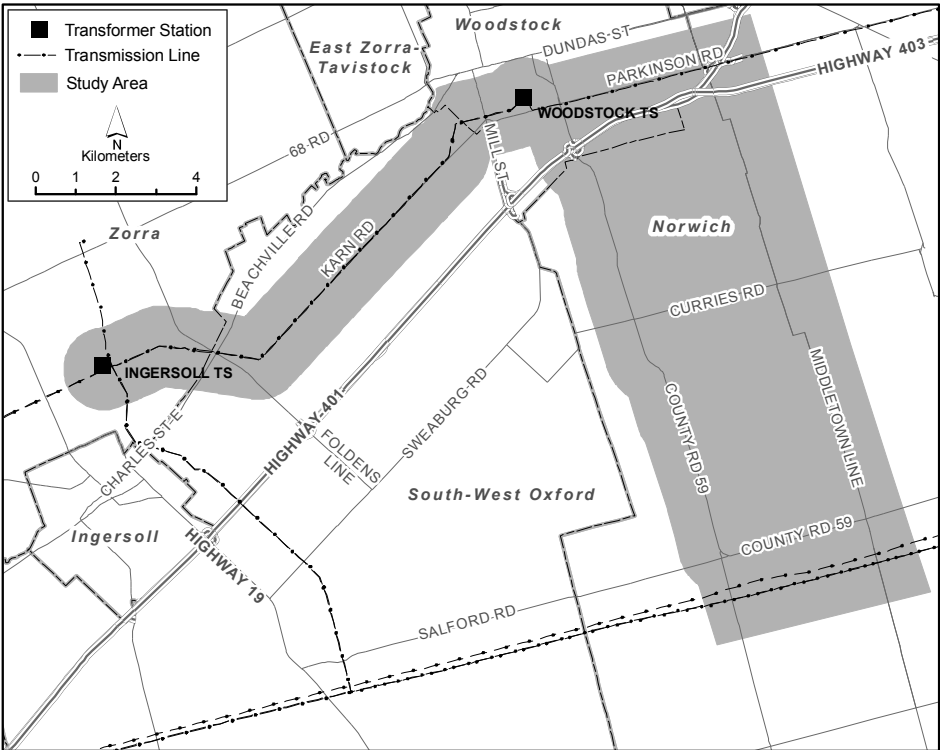 Transformer Station
Transmission Line
Study Area
N
Kilometers
0 2 4
Woodstock
East Zorra-
Tavistock
DUNDAS ST
PARKINSON RD
HIGHWAY 403
WOODSTOCK TS
68 RD
MILL ST
Zorra
BEACHVILLE RD
KARN RD
Norwich
CURRIES RD
INGERSOLL TS
CHARLES ST E
HIGHWAY 401
FOLDENS
LINE
SWEABURG RD
COUNTY RD 59
MIDDLETOWN LINE
South-West Oxford
Ingersoll
HIGHWAY 19
COUNTY RD 59
SALFORD RD